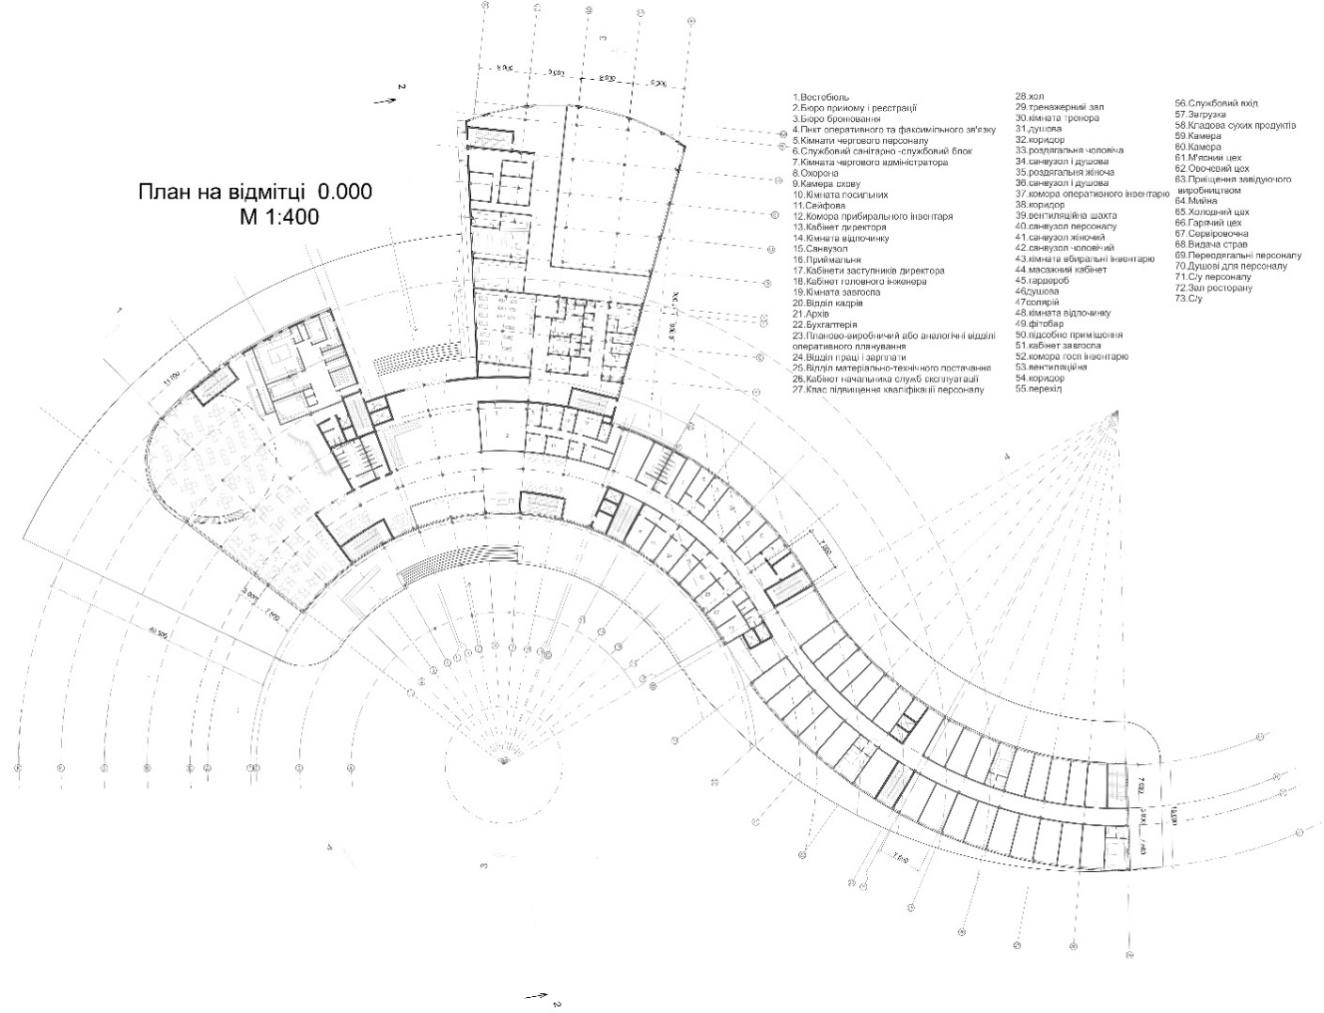 План на відмітці 0.000
М 1:400
1.Вестебюль
2.Бюро прийому і реєстрації
3.Бюро бронювання
4.Пнкт оперативного та факсимільного зв'язку
5.Кімнати чергового персоналу
6.Службовий санітарно -службовий блок
7.Кімната чергового адміністратора
8.Охорона
9.Камера схову
10.Кімната посильних
11.Сейфова
12.Комора прибирального інвентаря
13.Кабінет директора
14.Кімната відпочинку
15.Санвузол
16.Приймальня
17.Кабінети заступників директора
18.Кабінет головного інженера
19.Кімната завгоспа
20.Відділ кадрів
21.Архів
22.Бухгалтерія
23.Планово-виробничий або аналогічні відділі
оперативного планування
24.Відділ праці і зарплати
25.Відділ матеріально-технічного постачання
26.Кабінет начальника служб експлуатації
27.Клас підвищення кваліфікації персоналу
28.хол
29.тренажерний зал
30.кімната тренера
31.душова
32.коридор
33.роздягальня чоловіча
34.санвузол і душова
35.роздягальня жіноча
36.санвузол і душова
37.комора оперативного інвентарю
38.коридор
39.вентиляційна шахта
40.санвузол персоналу
41.санвузол жіночий
42.санвузол чоловічий
43.кімната вбиральні інвентарю
44.масажний кабінет
45.гардероб
46душова
47солярій
48.кімната відпочинку
49.фітобар
50.підсобне приміщення
51.кабінет завгоспа
52.комора госп інвентарю
53.вентиляційна
54.коридор
55.перехід
56.Службовий вхід
57.Загрузка
58.Кладова сухих продуктів
59.Камера
60.Камера
61.М'ясний цех
62.Овочевий цех
63.Приіщення завідуючого
виробництвом
64.Мийна
65.Холодний цех
66.Гарячий цех
67.Сервіровочна
68.Видача страв
69.Переодягальні персоналу
70.Душові для персоналу
71.С/у персоналу
72.Зал ресторану
73.С/у